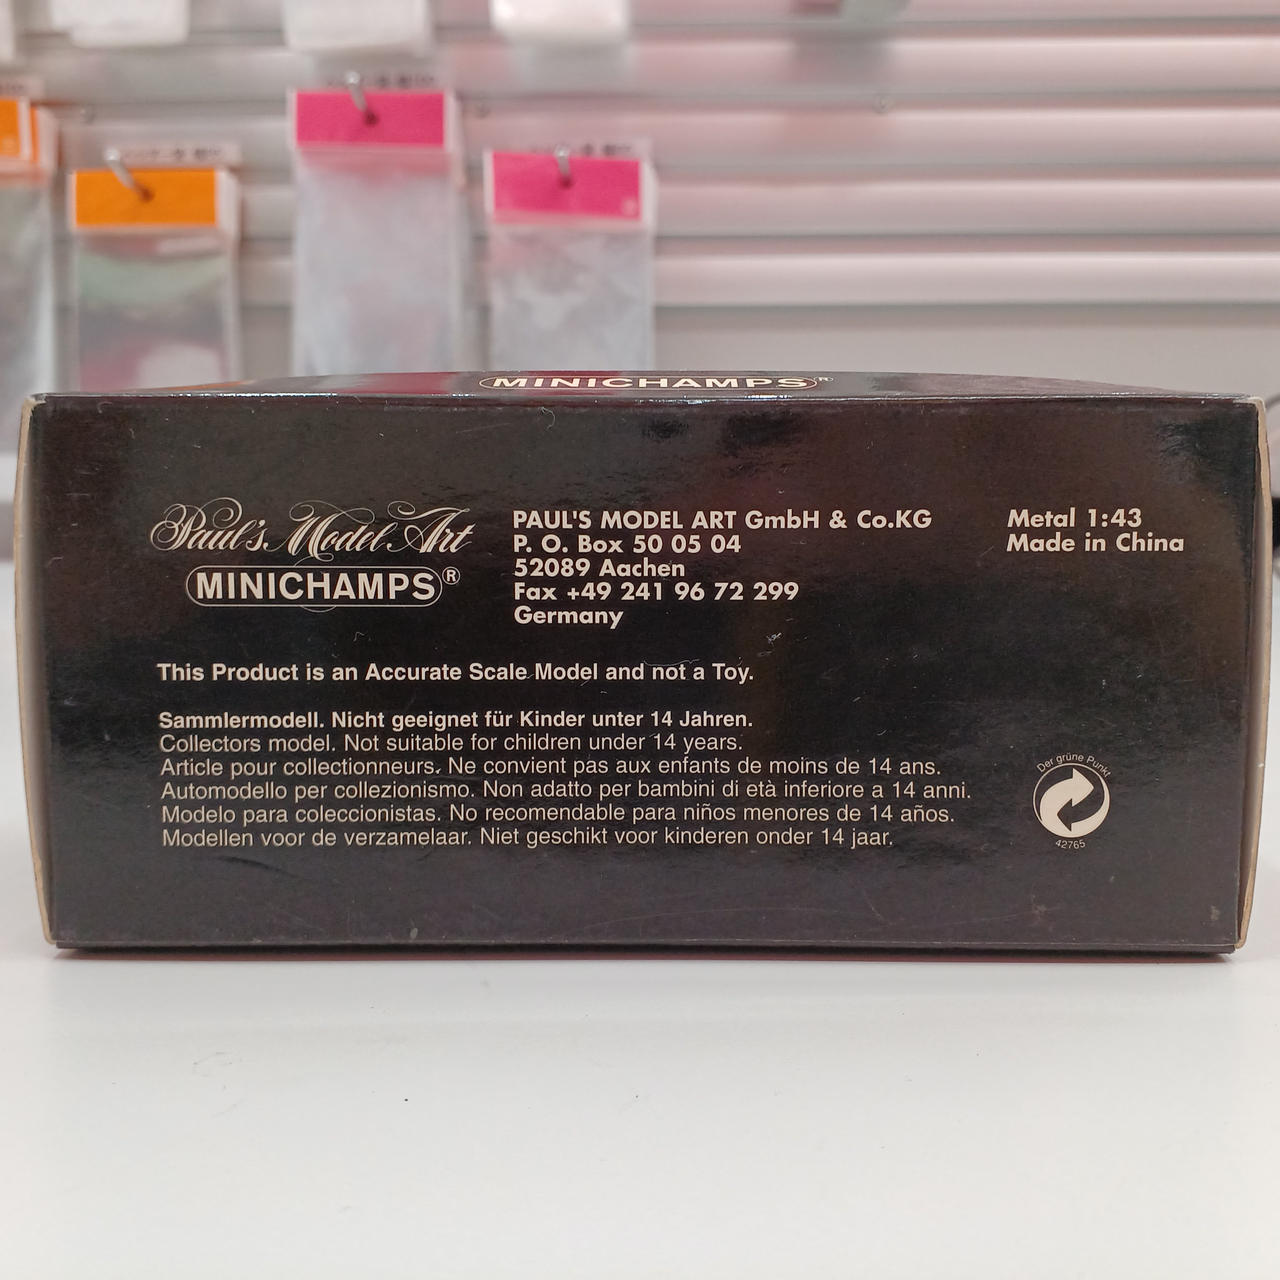 MINICHAMPS®
Paul's Model Art
MINICHAMPS®
PAUL'S MODEL ART GmbH & Co.KG
P. O. Box 50 05 04
52089 Aachen
Fax +49 241 96 72 299
Germany
Metal 1:43
Made in China
This Product is an Accurate Scale Model and not a Toy.
Sammlermodell. Nicht geeignet für Kinder unter 14 Jahren.
Collectors model. Not suitable for children under 14 years.
Article pour collectionneurs. Ne convient pas aux enfants de moins de 14 ans.
Automodello per collezionismo. Non adatto per bambini di età inferiore a 14 anni.
Modelo para coleccionistas. No recomendable para niños menores de 14 años.
Modellen voor de verzamelaar. Niet geschikt voor kinderen onder 14 jaar.
Der grüne Punkt
42765